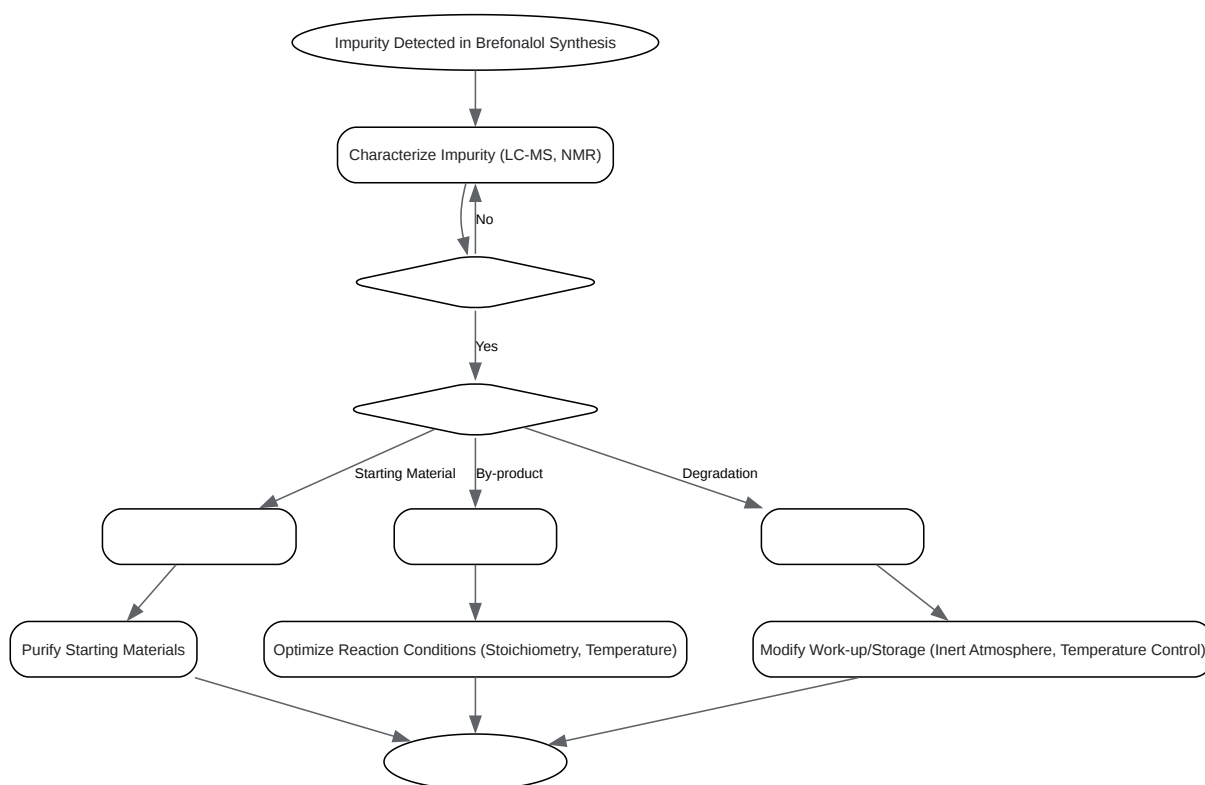 Impurity Detected in Brefonalol Synthesis
Characterize Impurity (LC-MS, NMR)
No
Yes
Starting Material
By-product
Degradation
Purify Starting Materials
Optimize Reaction Conditions (Stoichiometry, Temperature)
Modify Work-up/Storage (Inert Atmosphere, Temperature Control)